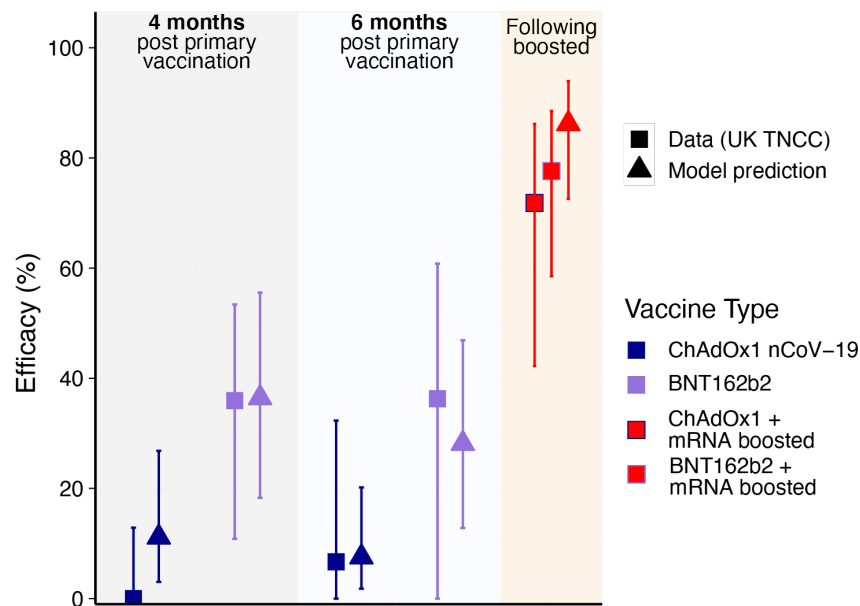 4 months
post primary
vaccination
6 months
post primary
vaccination
Following
boosted
100
80
60
40
20
0
Efficacy (%)
Data (UK TNCC)
Model prediction
Vaccine Type
ChAdOx1 nCoV−19
BNT162b2
ChAdOx1 +
mRNA boosted
BNT162b2 +
mRNA boosted